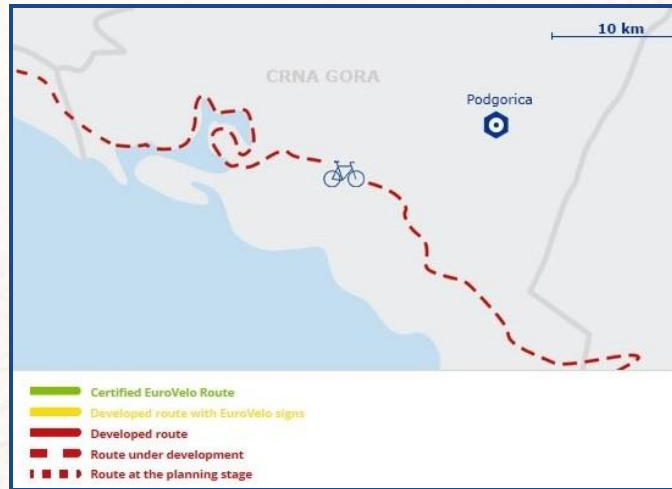 10 km
CRNA GORA
Podgorica
Certified EuroVelo Route
Developed route with EuroVelo signs
Developed route
Route under development
Route at the planning stage